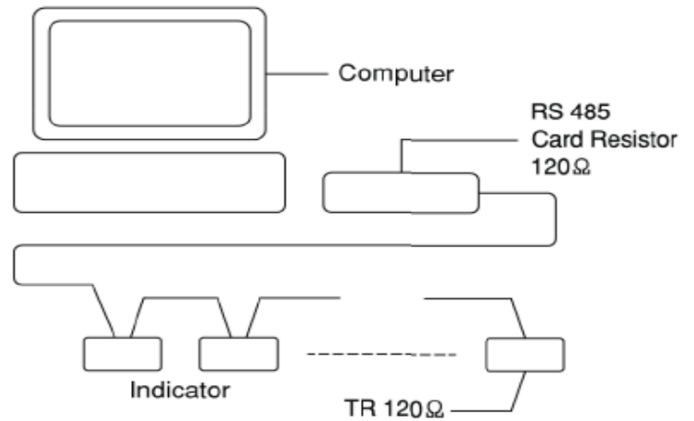 Computer
RS 485
Card Resistor
120Ω
Indicator
TR 120Ω